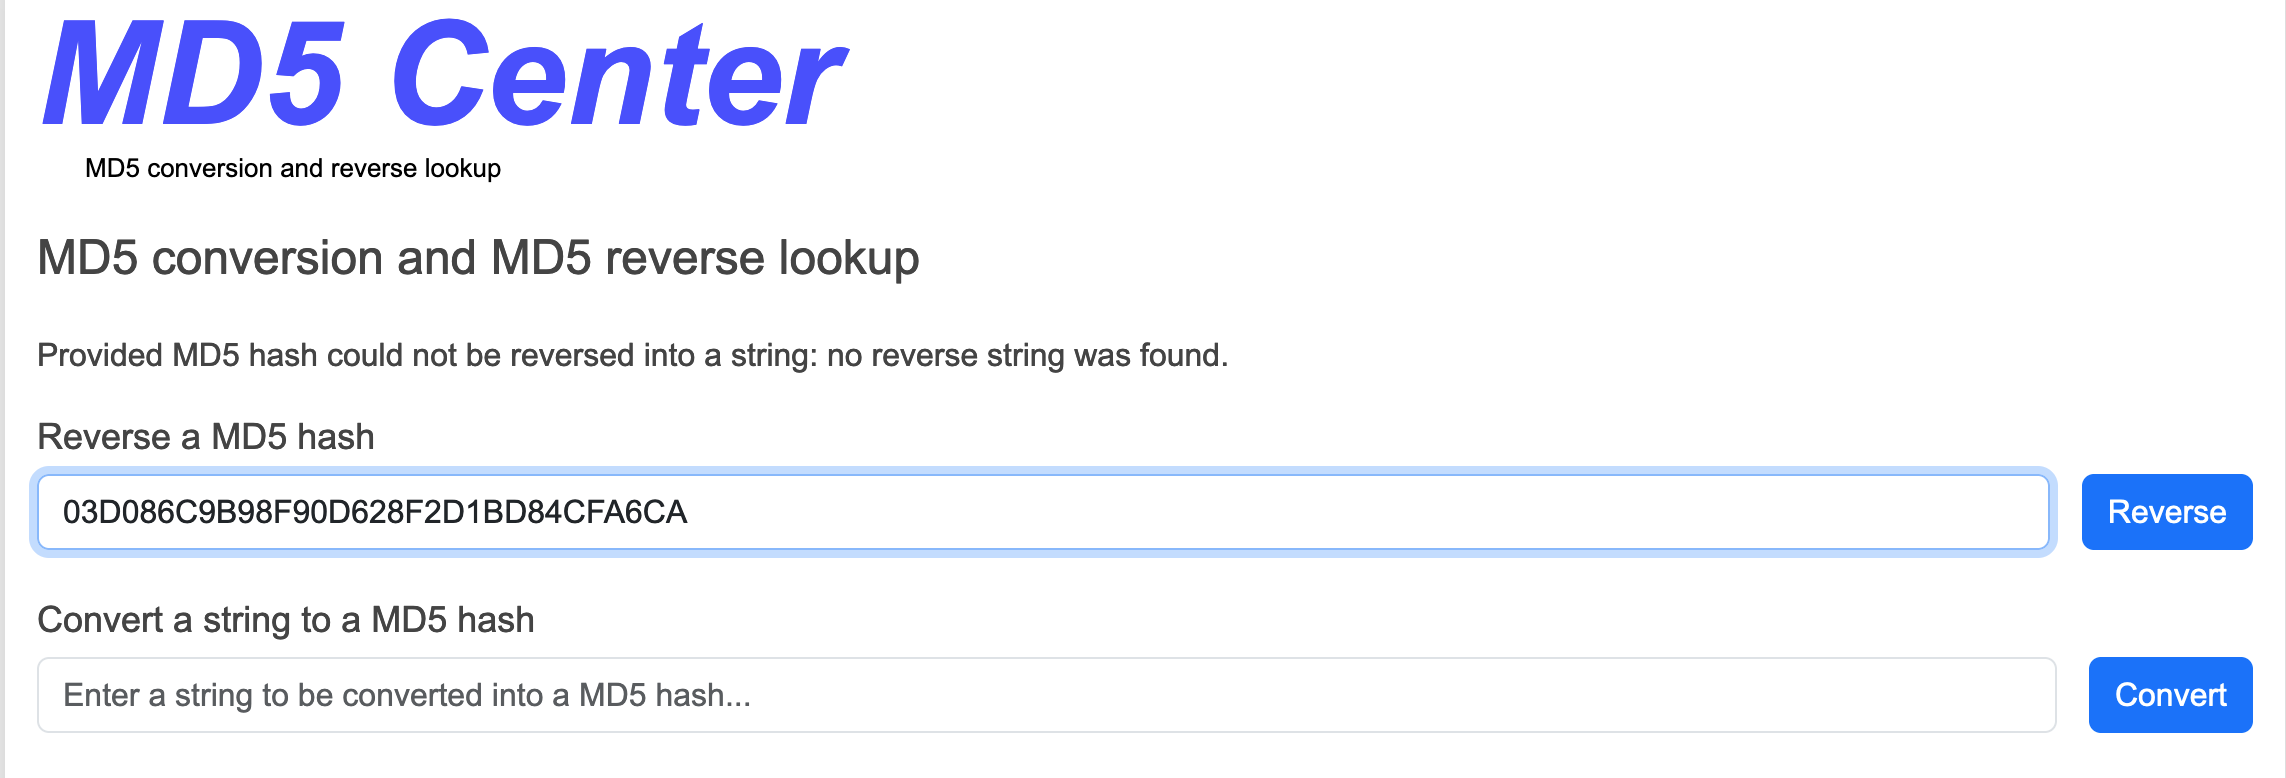 MD5 Center
MD5 conversion and reverse lookup
MD5 conversion and MD5 reverse lookup
Provided MD5 hash could not be reversed into a string: no reverse string was found.
Reverse a MD5 hash
03D086C9B98F90D628F2D1BD84CFA6CA
Reverse
Convert a string to a MD5 hash
Enter a string to be converted into a MD5 hash...
Convert